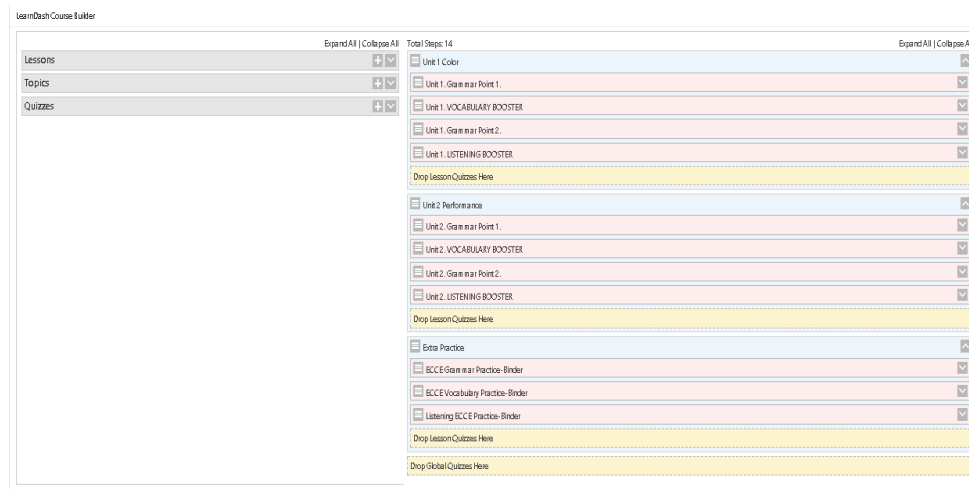 LearnDash Course Builder
Expand All | Collapse All
Lessons
Topics
Quizzes
Total Steps: 14
Expand All | Collapse A
Unit 1 Color
Unit 1. Grammar Point 1.
Unit 1. VOCABULARY BOOSTER
Unit 1. Grammar Point 2.
Unit 1. LISTENING BOOSTER
Drop Lesson Quizzes Here
Unit 2 Performance
Unit 2. Grammar Point 1.
Unit 2. VOCABULARY BOOSTER
Unit 2. Grammar Point 2.
Unit 2. LISTENING BOOSTER
Drop Lesson Quizzes Here
Extra Practice
ECCE Grammar Practice-Binder
ECCE Vocabulary Practice-Binder
Listening ECCE Practice-Binder
Drop Lesson Quizzes Here
Drop Global Quizzes Here